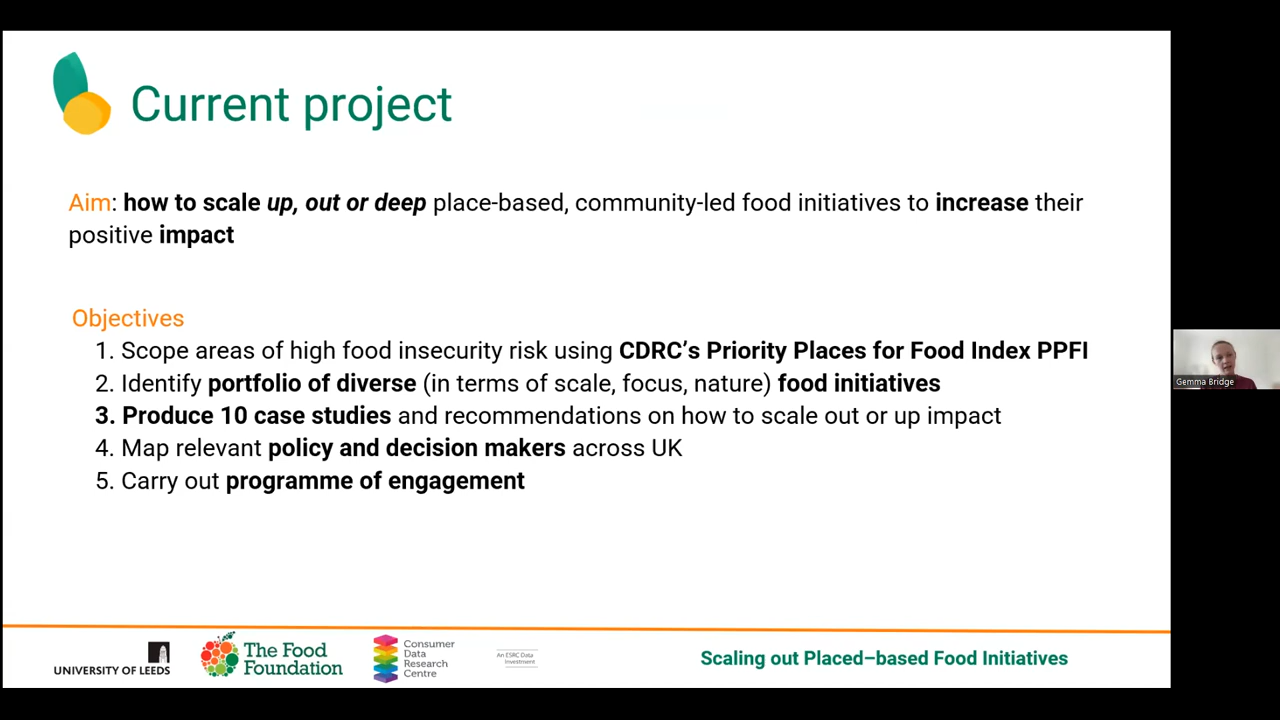 Current project
Aim: how to scale up, out or deep place-based, community-led food initiatives to increase their
positive impact
Objectives
1. Scope areas of high food insecurity risk using CDRC’s Priority Places for Food Index PPFI
2. Identify portfolio of diverse (in terms of scale, focus, nature) food initiatives
3. Produce 10 case studies and recommendations on how to scale out or up impact
4. Map relevant policy and decision makers across UK
5. Carry out programme of engagement
Gemma Bridge
UNIVERSITY OF LEEDS
The Food
Foundation
Consumer
Data
Research
Centre
An ESRC Data
Investment
Scaling out Placed–based Food Initiatives